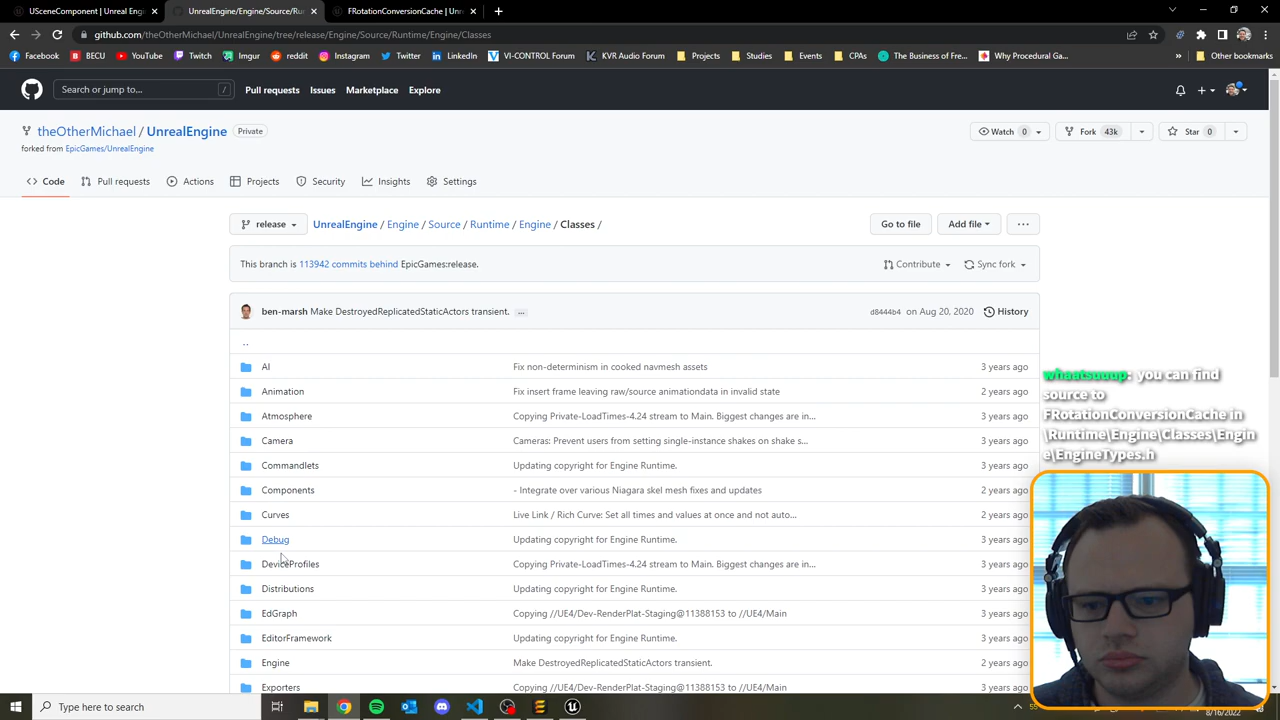 USceneComponent | Unreal Engine
UnrealEngine/Engine/Source/Ru
FRotationConversionCache | Unre
github.com/theOtherMichael/UnrealEngine/tree/release/Engine/Source/Runtime/Engine/Classes
Facebook BECU YouTube Twitch Imgur reddit Instagram Twitter LinkedIn VI-CONTROL Forum KVR Audio Forum Projects Studies Events CPAs The Business of Fre... Why Procedural Ga...
Search or jump to... / Pull requests Issues Marketplace Explore
theOtherMichael / UnrealEngine Private
Watch 0 Fork 43k Star 0
forked from EpicGames/UnrealEngine
<> Code Pull requests Actions Projects Security Insights Settings
release UnrealEngine / Engine / Source / Runtime / Engine / Classes / Go to file Add file ...
This branch is 113942 commits behind EpicGames:release. Contribute Sync fork
ben-marsh Make DestroyedReplicatedStaticActors transient. ... d8444b4 on Aug 20, 2020 History
..
AI Fix non-determinism in cooked navmesh assets 3 years ago
Animation Fix insert frame leaving raw/source animationdata in invalid state 2 years ago
Atmosphere Copying Private-LoadTimes-4.24 stream to Main. Biggest changes are in... 3 years ago
Camera Cameras: Prevent users from setting single-instance shakes on shake s... 3 years ago
Commandlets Updating copyright for Engine Runtime. 3 years ago
Components - Integrate over various Niagara skel mesh fixes and updates 2 years ago
Curves Live Link / Rich Curve: Set all times and values at once and not auto... 2 years ago
Debug Updating copyright for Engine Runtime. 3 years ago
DeviceProfiles Copying Private-LoadTimes-4.24 stream to Main. Biggest changes are in... 3 years ago
Distributions Updating copyright for Engine Runtime. 3 years ago
EdGraph Copying //UE4/Dev-RenderPlat-Staging@11388153 to //UE4/Main 3 years ago
EditorFramework Updating copyright for Engine Runtime. 3 years ago
Engine Make DestroyedReplicatedStaticActors transient. 2 years ago
Exporters Copying //UE4/Dev-RenderPlat-Staging@11388153 to //UE4/Main 3 years ago
whaatsuuup: you can find
source to
FRotationConversionCache in
\Runtime\Engine\Classes\Engin
e\EngineTypes.h
Type here to search
8/16/2022